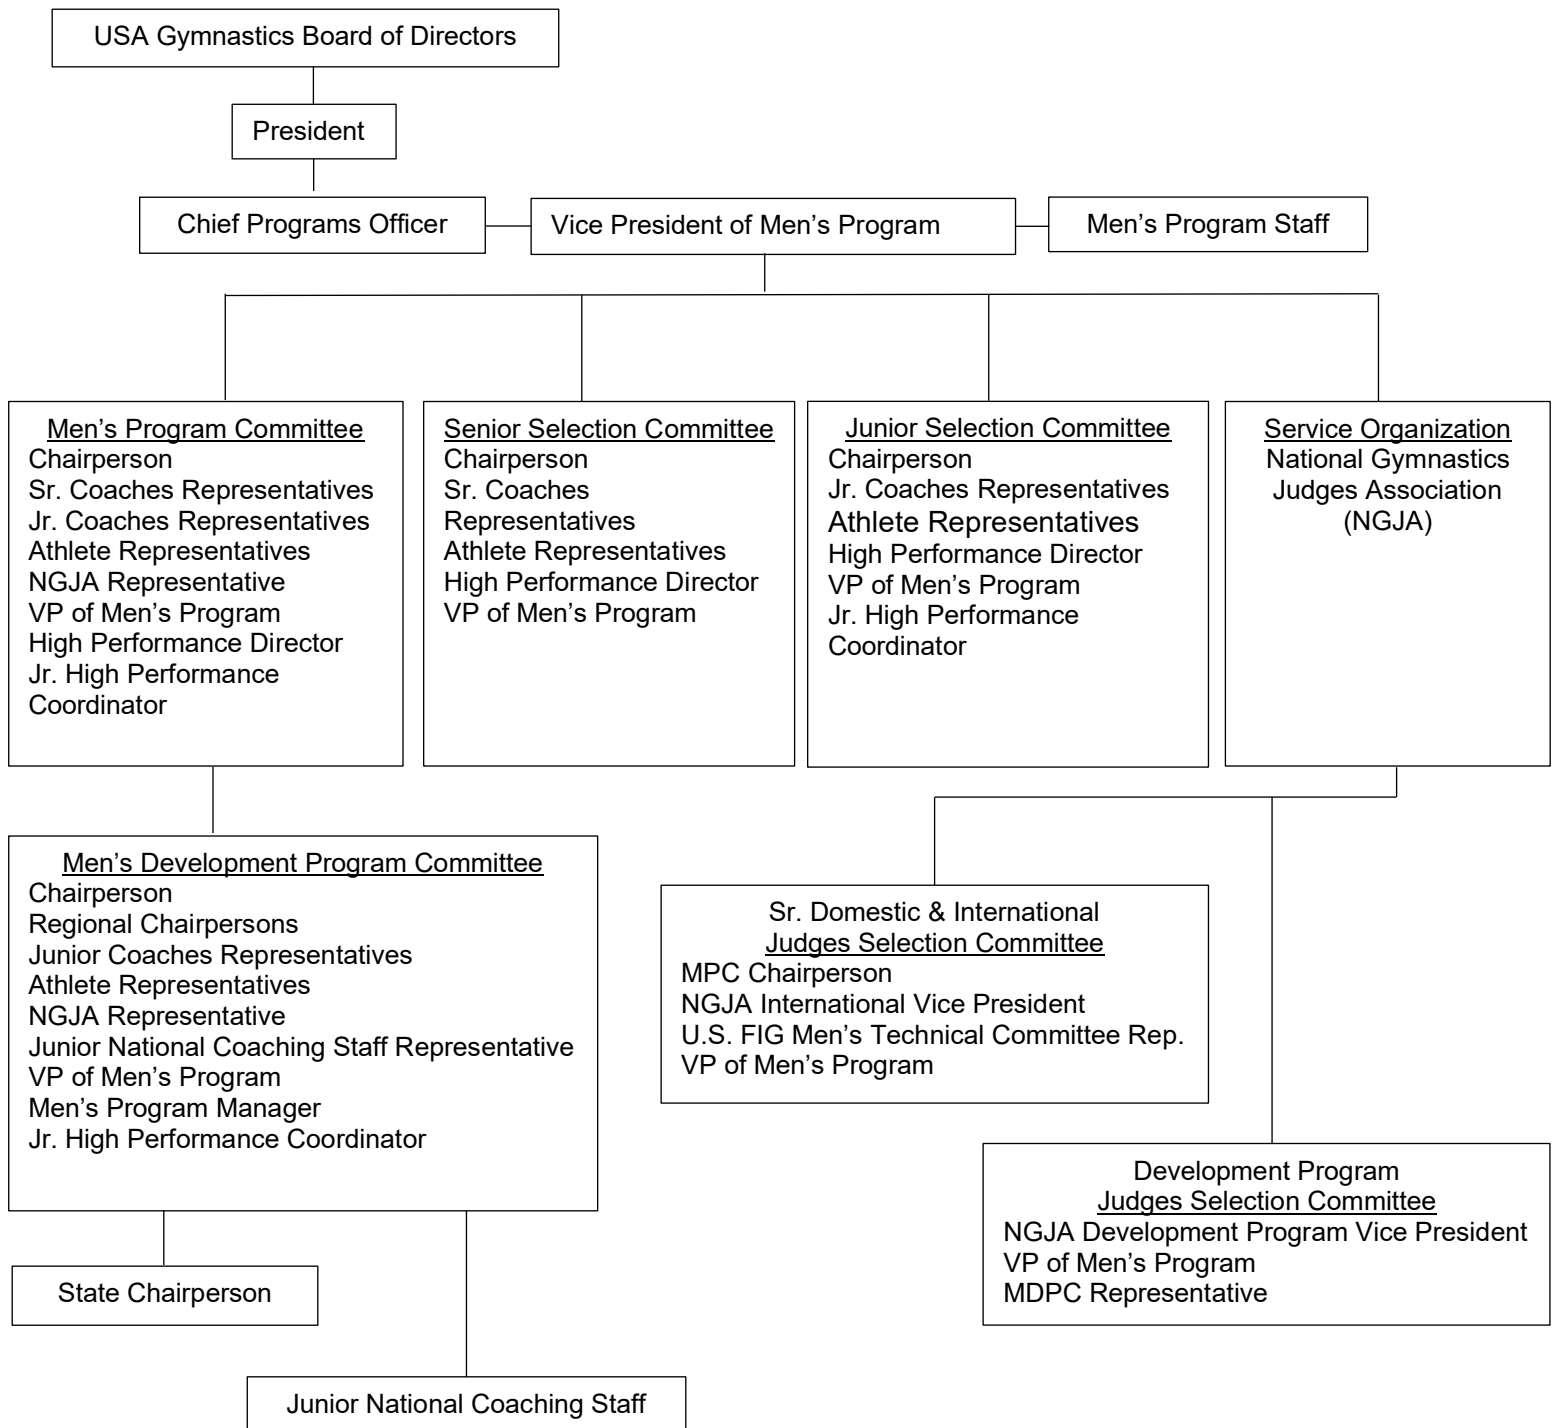 USA Gymnastics Board of Directors
President
Chief Programs Officer
Vice President of Men’s Program
Men’s Program Staff
Men’s Program Committee
Chairperson
Sr. Coaches Representatives
Jr. Coaches Representatives
Athlete Representatives
NGJA Representative
VP of Men’s Program
High Performance Director
Jr. High Performance
Coordinator
Senior Selection Committee
Chairperson
Sr. Coaches
Representatives
Athlete Representatives
High Performance Director
VP of Men’s Program
Junior Selection Committee
Chairperson
Jr. Coaches Representatives
Athlete Representatives
High Performance Director
VP of Men’s Program
Jr. High Performance
Coordinator
Service Organization
National Gymnastics
Judges Association
(NGJA)
Men’s Development Program Committee
Chairperson
Regional Chairpersons
Junior Coaches Representatives
Athlete Representatives
NGJA Representative
Junior National Coaching Staff Representative
VP of Men’s Program
Men’s Program Manager
Jr. High Performance Coordinator
Sr. Domestic & International
Judges Selection Committee
MPC Chairperson
NGJA International Vice President
U.S. FIG Men’s Technical Committee Rep.
VP of Men’s Program
Development Program
Judges Selection Committee
NGJA Development Program Vice President
VP of Men’s Program
MDPC Representative
State Chairperson
Junior National Coaching Staff